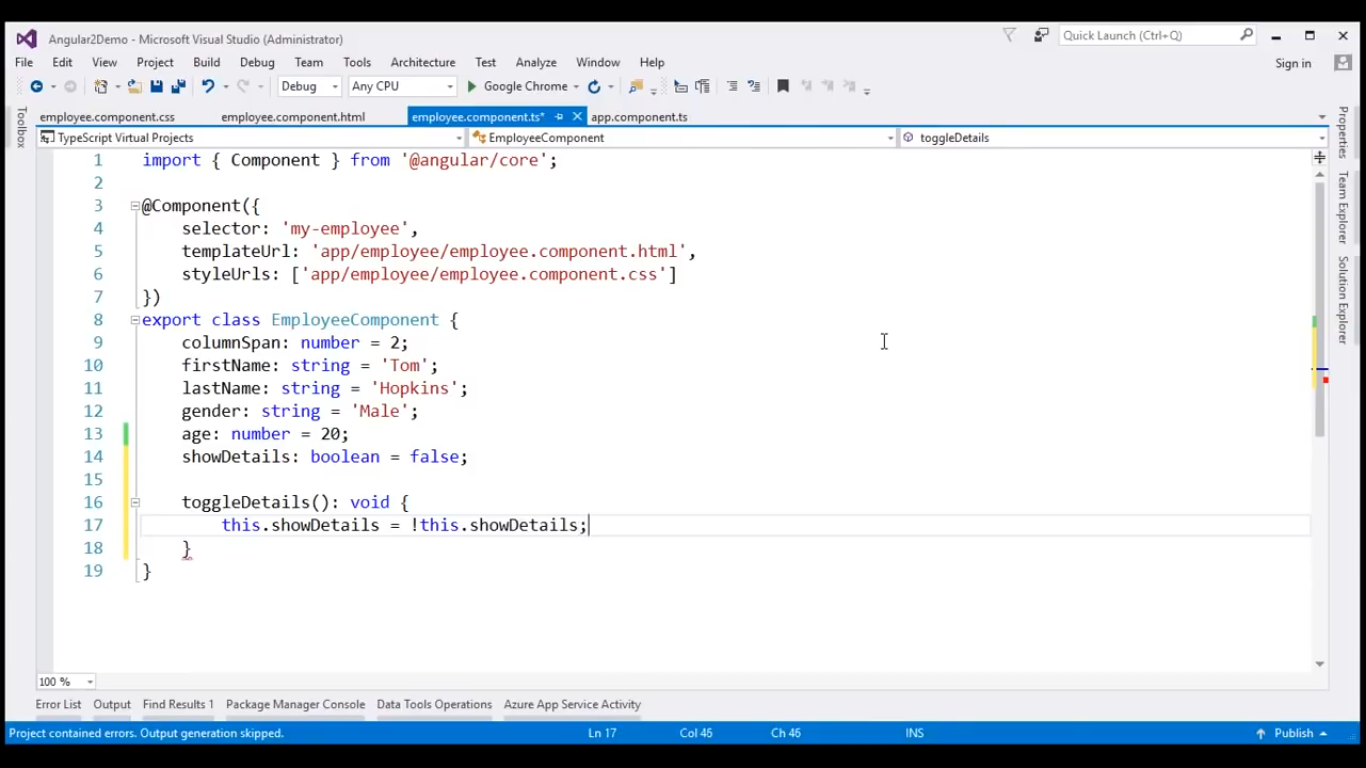 Angular2Demo - Microsoft Visual Studio (Administrator)
Quick Launch (Ctrl+Q)
File Edit View Project Build Debug Team Tools Architecture Test Analyze Window Help
Sign in
Debug Any CPU Google Chrome
Toolbox
employee.component.css employee.component.html employee.component.ts* app.component.ts
TypeScript Virtual Projects EmployeeComponent toggleDetails
Properties
Team Explorer
Solution Explorer
1 import { Component } from '@angular/core';
2
3 @Component({
4 selector: 'my-employee',
5 templateUrl: 'app/employee/employee.component.html',
6 styleUrls: ['app/employee/employee.component.css']
7 })
8 export class EmployeeComponent {
9 columnSpan: number = 2;
10 firstName: string = 'Tom';
11 lastName: string = 'Hopkins';
12 gender: string = 'Male';
13 age: number = 20;
14 showDetails: boolean = false;
15
16 toggleDetails(): void {
17 this.showDetails = !this.showDetails;
18 }
19 }
100 %
Error List Output Find Results 1 Package Manager Console Data Tools Operations Azure App Service Activity
Project contained errors. Output generation skipped. Ln 17 Col 46 Ch 46 INS Publish